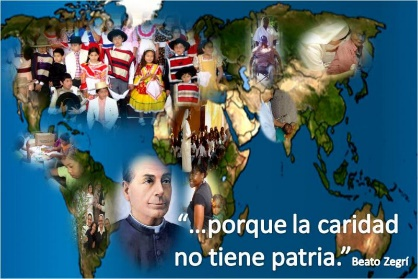 “...porque la caridad
no tiene patria.” Beato Zegrí